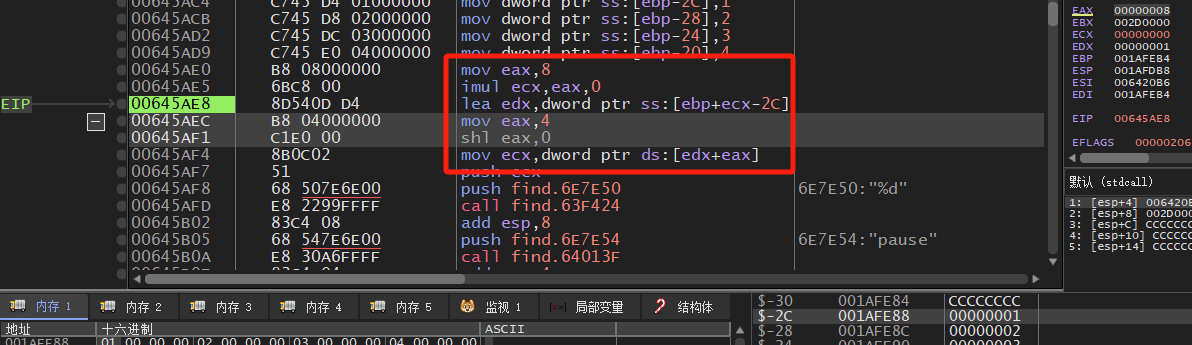 00645AC4 C745 D4 01000000 mov dword ptr ss:[ebp-2C],1
00645ACB C745 D8 02000000 mov dword ptr ss:[ebp-28],2
00645AD2 C745 DC 03000000 mov dword ptr ss:[ebp-24],3
00645AD9 C745 E0 04000000 mov dword ptr ss:[ebp-20],4
00645AE0 B8 08000000 mov eax,8
00645AE5 6BC8 00 imul ecx,eax,0
EIP 00645AE8 8D540D D4 lea edx,dword ptr ss:[ebp+ecx-2C]
00645AEC B8 04000000 mov eax,4
00645AF1 C1E0 00 shl eax,0
00645AF4 8B0C02 mov ecx,dword ptr ds:[edx+eax]
00645AF7 51 push ecx
00645AF8 68 507E6E00 push find.6E7E50 6E7E50:"%d"
00645AFD E8 2299FFFF call find.63F424
00645B02 83C4 08 add esp,8
00645B05 68 547E6E00 push find.6E7E54 6E7E54:"pause"
00645B0A E8 30A6FFFF call find.64013F
EAX 00000008
EBX 002D0000
ECX 00000000
EDX 00000001
EBP 001AFEB4
ESP 001AFDB8
ESI 006420B6
EDI 001AFEB4
EIP 00645AE8
EFLAGS 00000206
默认 (stdcall)
1: [esp+4] 006420B
2: [esp+8] 002D000
3: [esp+C] CCCCCCC
4: [esp+10] CCCCCC
5: [esp+14] CCCCCC
内存 1 内存 2 内存 3 内存 4 内存 5 监视 1 局部变量 结构体
地址 十六进制 ASCII
001AFE88 01 00 00 00 02 00 00 00 03 00 00 00 04 00 00 00
$-30 001AFE84 CCCCCCCC
$-2C 001AFE88 00000001
$-28 001AFE8C 00000002
$-24 001AFE90 00000003